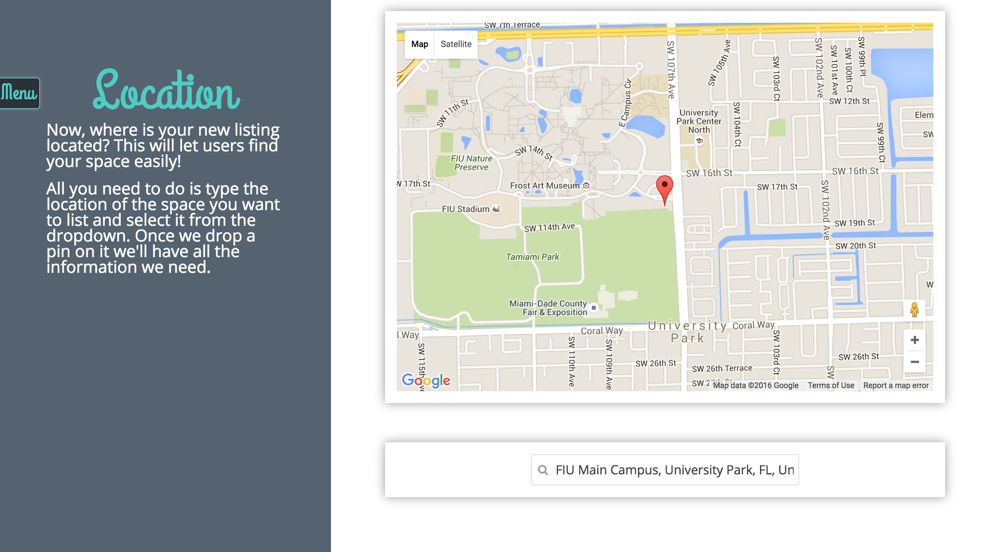 Menu
Location
Now, where is your new listing
located? This will let users find
your space easily!
All you need to do is type the
location of the space you want
to list and select it from the
dropdown. Once we drop a
pin on it we'll have all the
information we need.
Map
Satellite
SW 7th Terrace
SW 107th Ave
SW 105th Ave
SW 103rd Ct
SW 102nd Ave
SW 101st Ave
SW 100th Ct
SW 99th Pl
SW 12th St
SW 11th St
E Campus Cir
University
Park Center
North
SW 104th Ct
Elem
SW
SW 99th Ct
SW 14th St
FIU Nature
Preserve
SW 16th St
SW 16th St
W 17th St
Frost Art Museum
SW 17th St
SW 102nd Ave
FIU Stadium
SW 114th Ave
SW 19th St
SW 20th St
Tamiami Park
W
Miami-Dade County
Fair & Exposition
University
Park
Coral Way
Coral Way
l Way
SW 115th
SW 110th Ave
SW 109th Ave
SW 103rd Ct
SW 26th St
SW 26th St
SW 26th Terrace
SW
SW 27th St
Google
Map data ©2016 Google
Terms of Use
Report a map error
FIU Main Campus, University Park, FL, Un